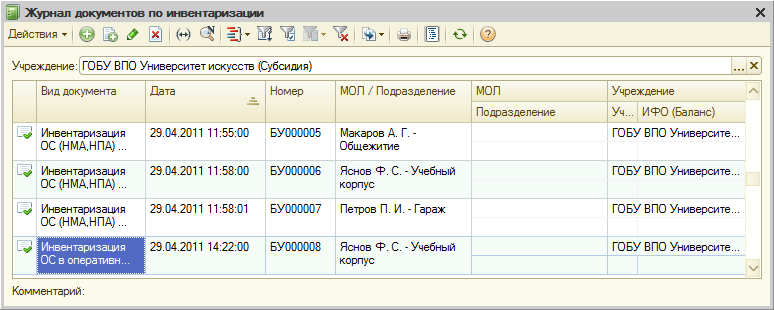 Журнал документов по инвентаризации
Действия
Учреждение: ГОБУ ВПО Университет искусств (Субсидия) ...
Вид документа Дата Номер МОЛ / Подразделение МОЛ Учреждение
Подразделение Уч... ИФО (Баланс)
Инвентаризация 29.04.2011 11:55:00 БУ000005 Макаров А. Г. - ГОБУ ВПО Университе...
ОС (НМА,НПА) ... Общежитие
Инвентаризация 29.04.2011 11:58:00 БУ000006 Яснов Ф. С. - Учебный ГОБУ ВПО Университе...
ОС (НМА,НПА) ... корпус
Инвентаризация 29.04.2011 11:58:01 БУ000007 Петров П. И. - Гараж ГОБУ ВПО Университе...
ОС (НМА,НПА) ...
Инвентаризация 29.04.2011 14:22:00 БУ000008 Яснов Ф. С. - Учебный ГОБУ ВПО Университе...
ОС в оперативн... корпус
Комментарий: